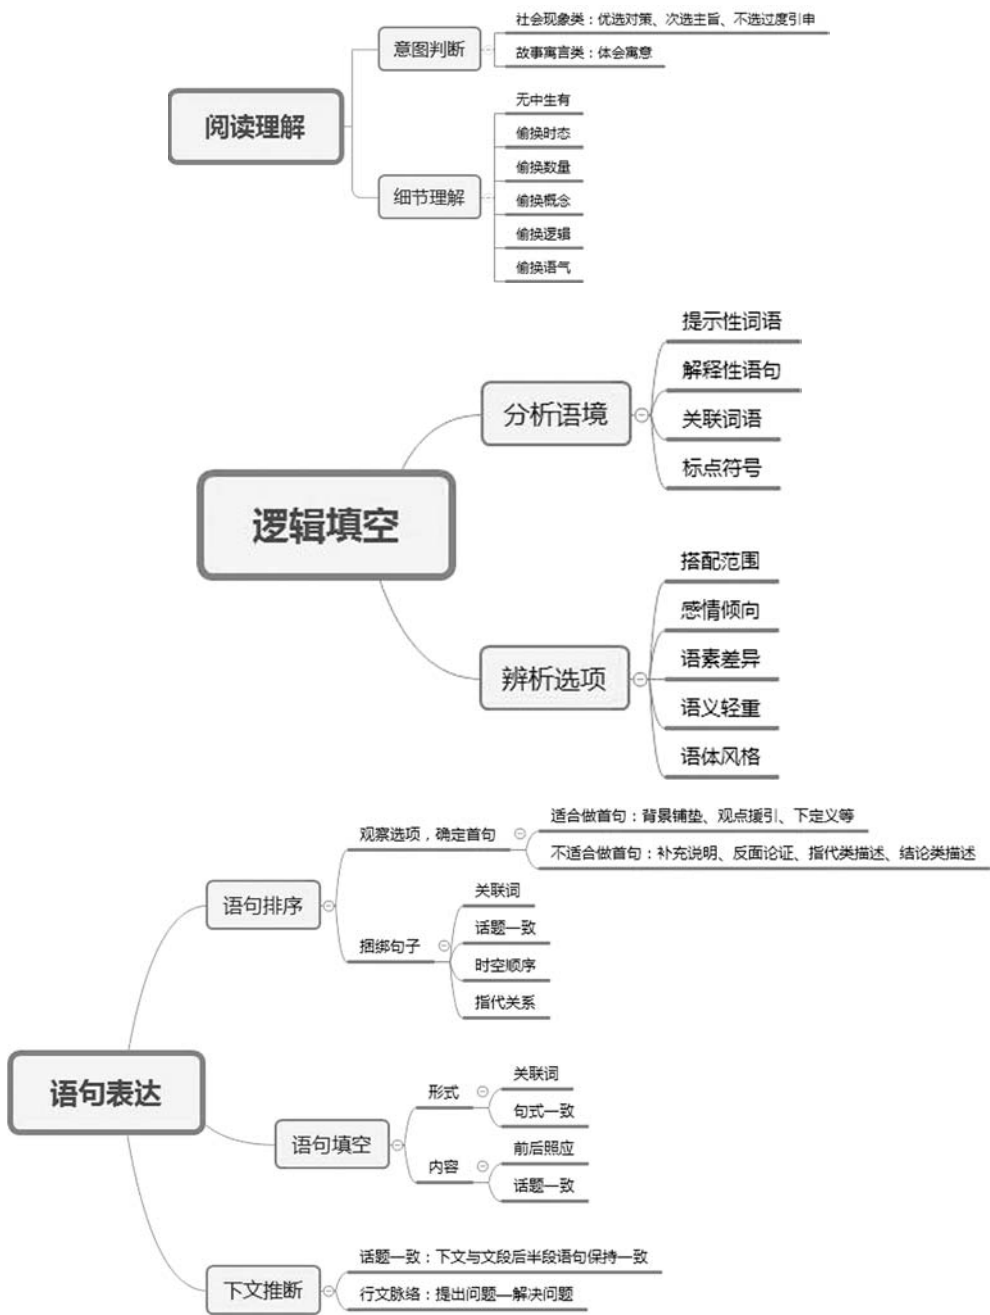 阅读理解
意图判断
社会现象类：优选对策、次选主旨、不选过度引申
故事寓言类：体会寓意
细节理解
无中生有
偷换时态
偷换数量
偷换概念
偷换逻辑
偷换语气
逻辑填空
分析语境
提示性词语
解释性语句
关联词语
标点符号
辨析选项
搭配范围
感情倾向
语素差异
语义轻重
语体风格
语句表达
语句排序
观察选项，确定首句
适合做首句：背景铺垫、观点援引、下定义等
不适合做首句：补充说明、反面论证、指代类描述、结论类描述
捆绑句子
关联词
话题一致
时空顺序
指代关系
语句填空
形式
关联词
句式一致
内容
前后照应
话题一致
下文推断
话题一致：下文与文段后半段语句保持一致
行文脉络：提出问题—解决问题